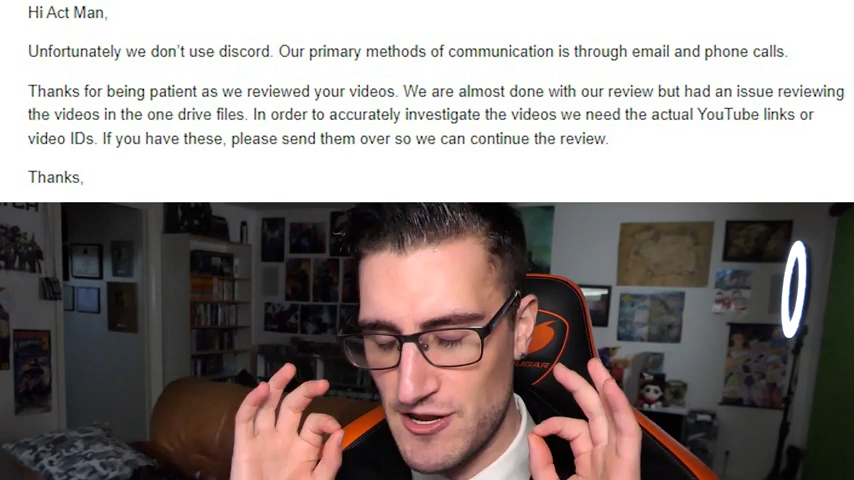 Hi Act Man,
Unfortunately we don't use discord. Our primary methods of communication is through email and phone calls.
Thanks for being patient as we reviewed your videos. We are almost done with our review but had an issue reviewing
the videos in the one drive files. In order to accurately investigate the videos we need the actual YouTube links or
video IDs. If you have these, please send them over so we can continue the review.
Thanks,